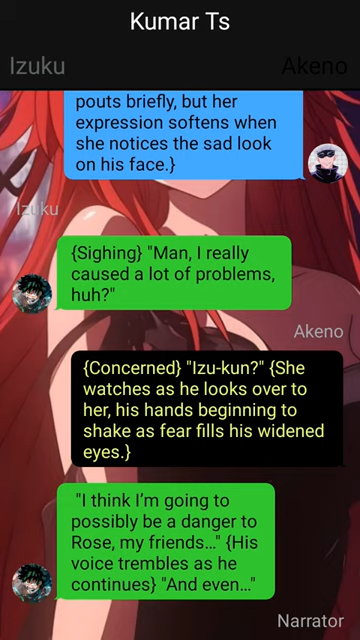 Kumar Ts
Izuku
Akeno
pouts briefly, but her
expression softens when
she notices the sad look
on his face.}
Izuku
{Sighing} "Man, I really
caused a lot of problems,
huh?"
Akeno
{Concerned} "Izu-kun?" {She
watches as he looks over to
her, his hands beginning to
shake as fear fills his widened
eyes.}
"I think I’m going to
possibly be a danger to
Rose, my friends…" {His
voice trembles as he
continues} "And even…"
Narrator